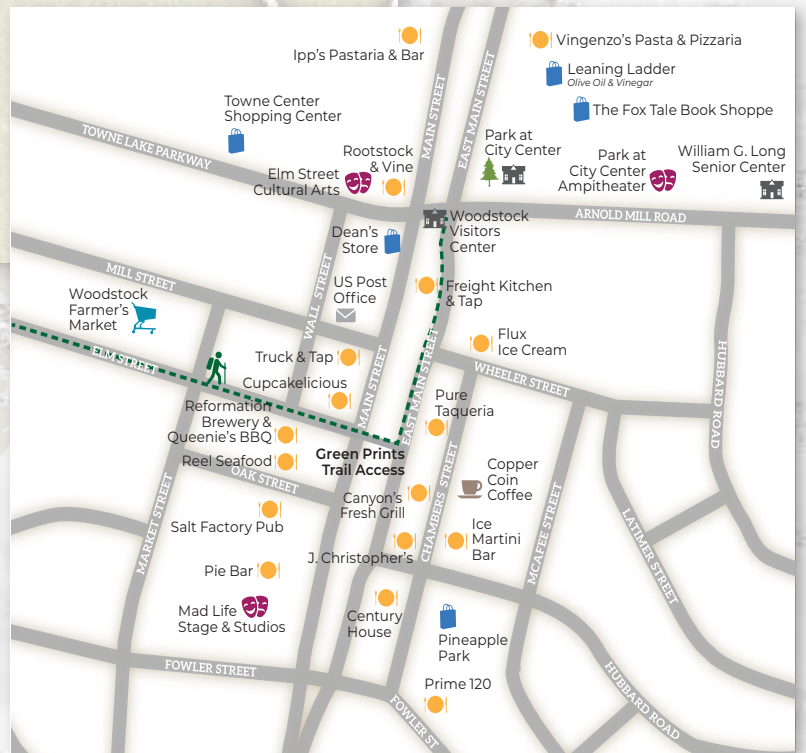 Ipp's Pastaria & Bar
MAIN STREET
EAST MAIN STREET
Vingenzo's Pasta & Pizzaria
Leaning Ladder
Olive Oil & Vinegar
The Fox Tale Book Shoppe
Towne Center
Shopping Center
TOWNE LAKE PARKWAY
Rootstock
& Vine
Elm Street
Cultural Arts
Park at
City Center
Park at
City Center
Ampitheater
William G. Long
Senior Center
ARNOLD MILL ROAD
Woodstock
Visitors
Center
Dean's
Store
MILL STREET
WALL STREET
US Post
Office
Freight Kitchen
& Tap
Woodstock
Farmer's
Market
ELM STREET
Truck & Tap
Cupcakelicious
MAIN STREET
EAST MAIN STREET
Flux
Ice Cream
WHEELER STREET
HUBBARD ROAD
Reformation
Brewery &
Queenie's BBQ
Reel Seafood
OAK STREET
Green Prints
Trail Access
Pure
Taqueria
Canyon's
Fresh Grill
CHAMBERS STREET
Copper
Coin
Coffee
MARKET STREET
Salt Factory Pub
J. Christopher's
Ice
Martini
Bar
MCAFEE STREET
LATIMER STREET
Pie Bar
Mad Life
Stage & Studios
Century
House
Pineapple
Park
FOWLER STREET
Prime 120
FOWLER ST
HUBBARD ROAD